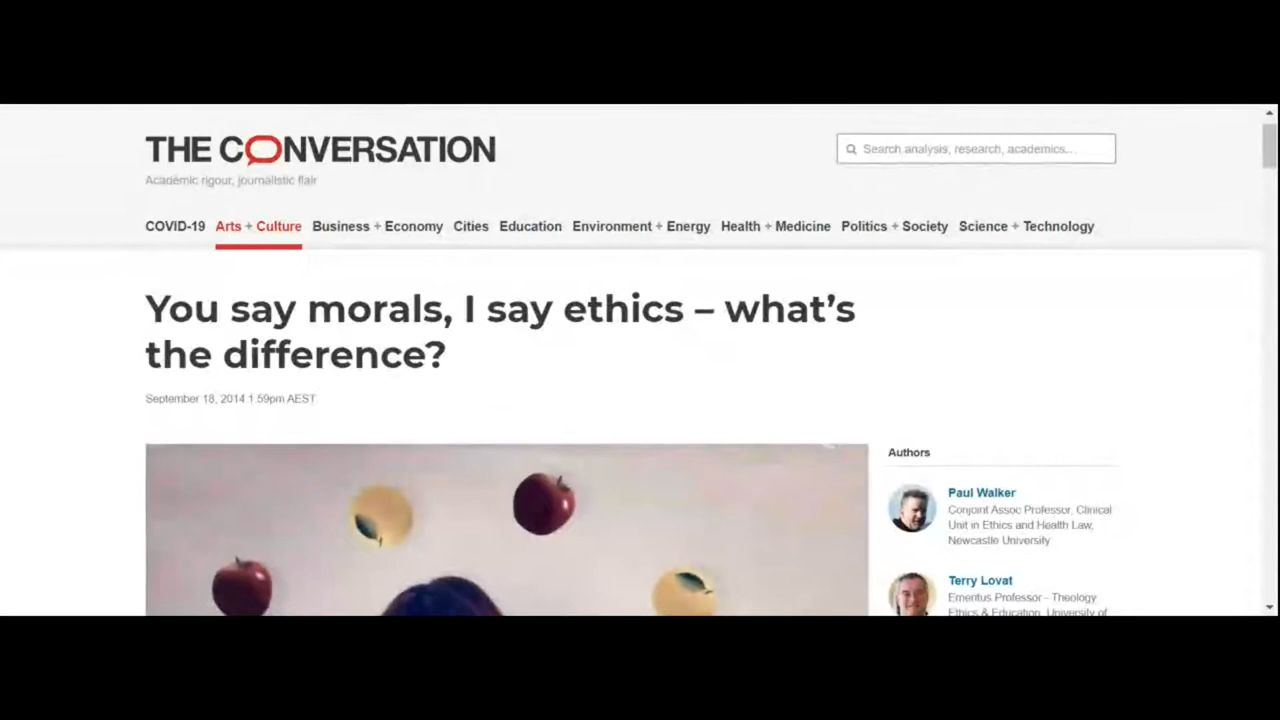 THE CONVERSATION
Search analysis, research, academics...
Academic rigour, journalistic flair
COVID-19 Arts + Culture Business + Economy Cities Education Environment + Energy Health + Medicine Politics + Society Science + Technology
You say morals, I say ethics – what's
the difference?
September 18, 2014 1.59pm AEST
Authors
Paul Walker
Conjoint Assoc Professor, Clinical
Unit in Ethics and Health Law,
Newcastle University
Terry Lovat
Emeritus Professor - Theology
Ethics & Education, University of